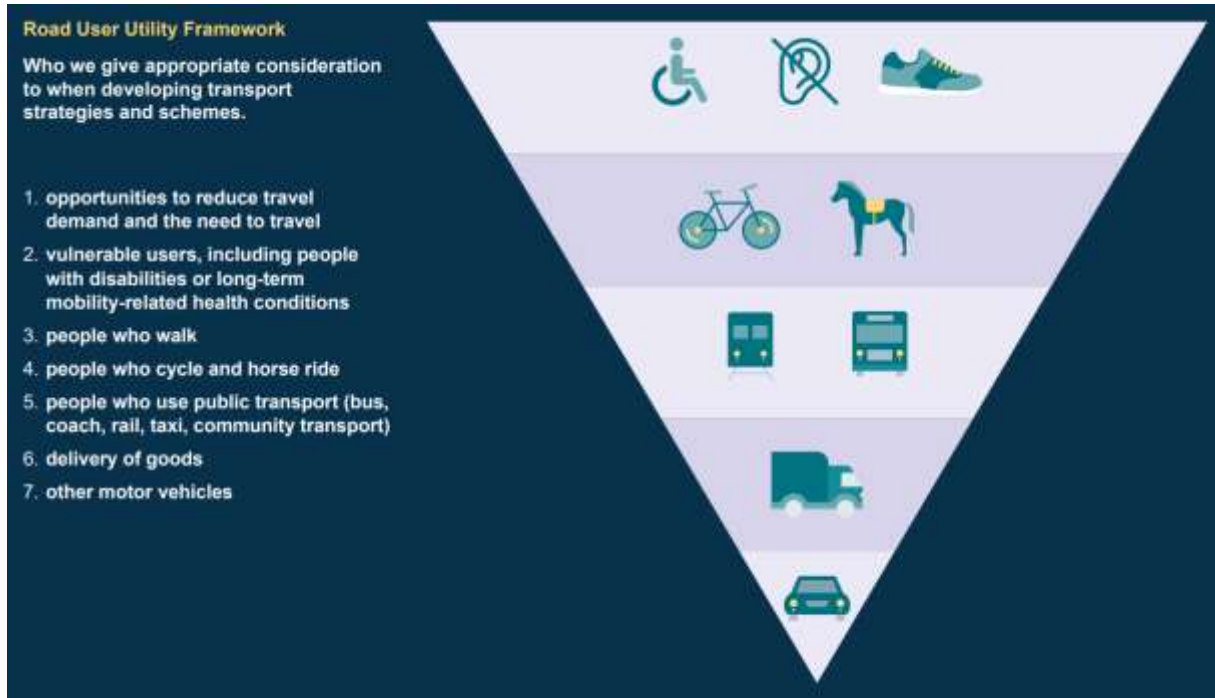 Road User Utility Framework
Who we give appropriate consideration
to when developing transport
strategies and schemes.
1. opportunities to reduce travel
demand and the need to travel
2. vulnerable users, including people
with disabilities or long-term
mobility-related health conditions
3. people who walk
4. people who cycle and horse ride
5. people who use public transport (bus,
coach, rail, taxi, community transport)
6. delivery of goods
7. other motor vehicles